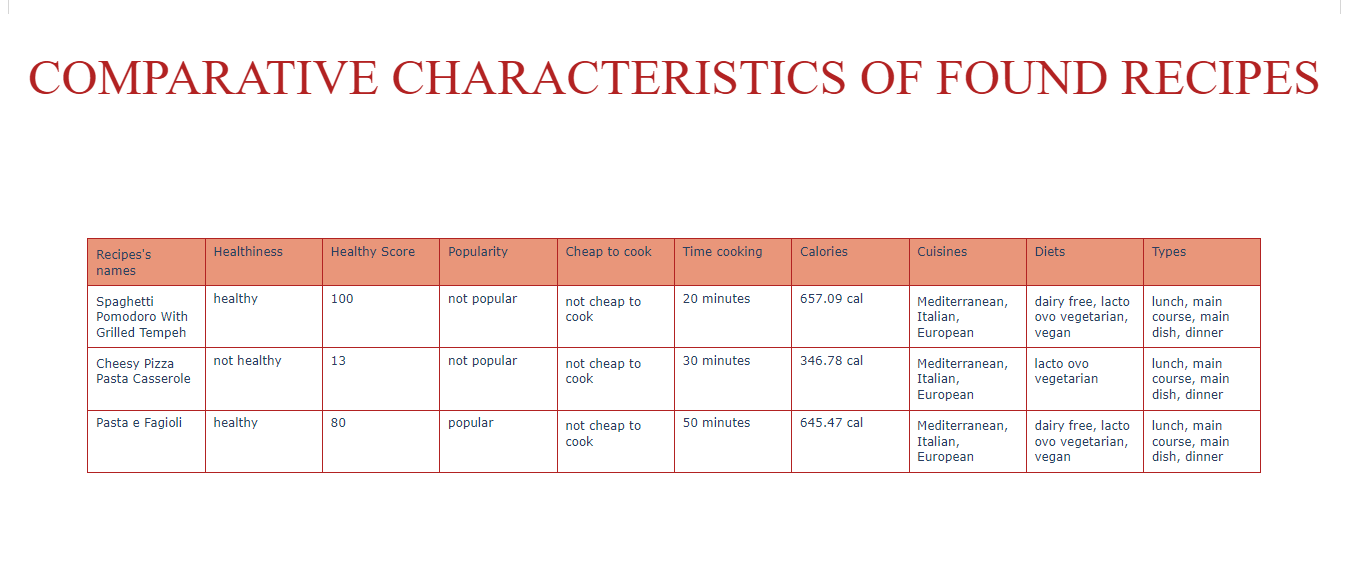 COMPARATIVE CHARACTERISTICS OF FOUND RECIPES
Recipes's
names
Healthiness
Healthy Score
Popularity
Cheap to cook
Time cooking
Calories
Cuisines
Diets
Types
Spaghetti
Pomodoro With
Grilled Tempeh
healthy
100
not popular
not cheap to
cook
20 minutes
657.09 cal
Mediterranean,
Italian,
European
dairy free, lacto
ovo vegetarian,
vegan
lunch, main
course, main
dish, dinner
Cheesy Pizza
Pasta Casserole
not healthy
13
not popular
not cheap to
cook
30 minutes
346.78 cal
Mediterranean,
Italian,
European
lacto ovo
vegetarian
lunch, main
course, main
dish, dinner
Pasta e Fagioli
healthy
80
popular
not cheap to
cook
50 minutes
645.47 cal
Mediterranean,
Italian,
European
dairy free, lacto
ovo vegetarian,
vegan
lunch, main
course, main
dish, dinner